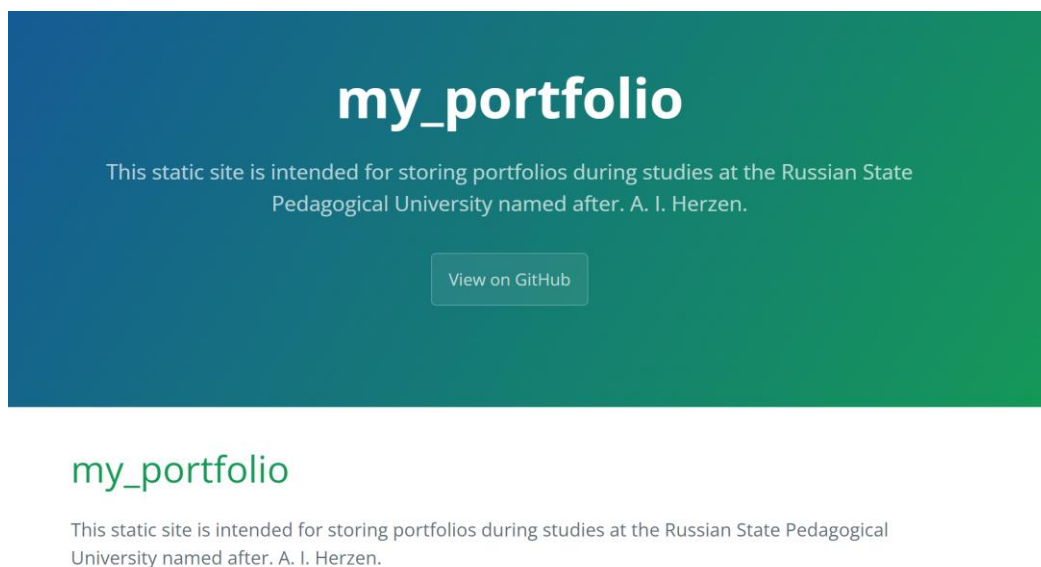 my_portfolio
This static site is intended for storing portfolios during studies at the Russian State
Pedagogical University named after. A. I. Herzen.
View on GitHub
my_portfolio
This static site is intended for storing portfolios during studies at the Russian State Pedagogical
University named after. A. I. Herzen.